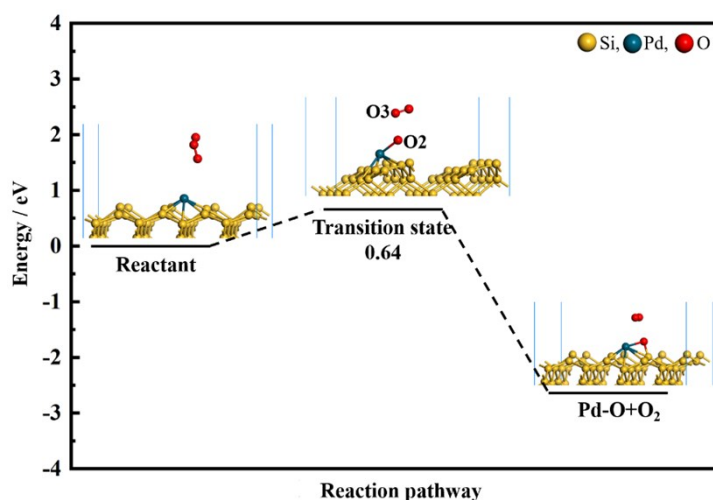 Si, Pd, O
4
3
2
1
0
-1
-2
-3
-4
Energy / eV
O3
O2
Reactant
Transition state
0.64
Pd-O+O₂
Reaction pathway